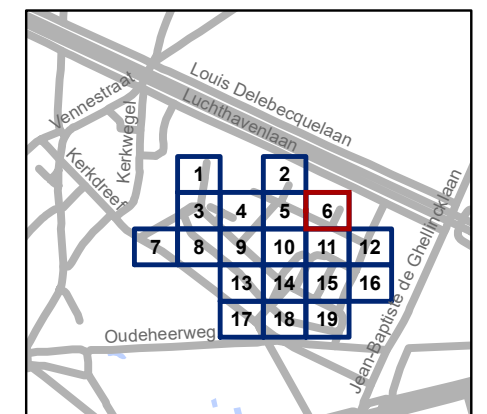 Louis Delebecquelaan
Luchthavenlaan
Vennestraat
Kerkwegel
Kerkdreef
1 2
3 4 5 6
7 8 9 10 11 12
13 14 15 16
17 18 19
Oudeheerweg
Jean-Baptiste de Ghellincklaan